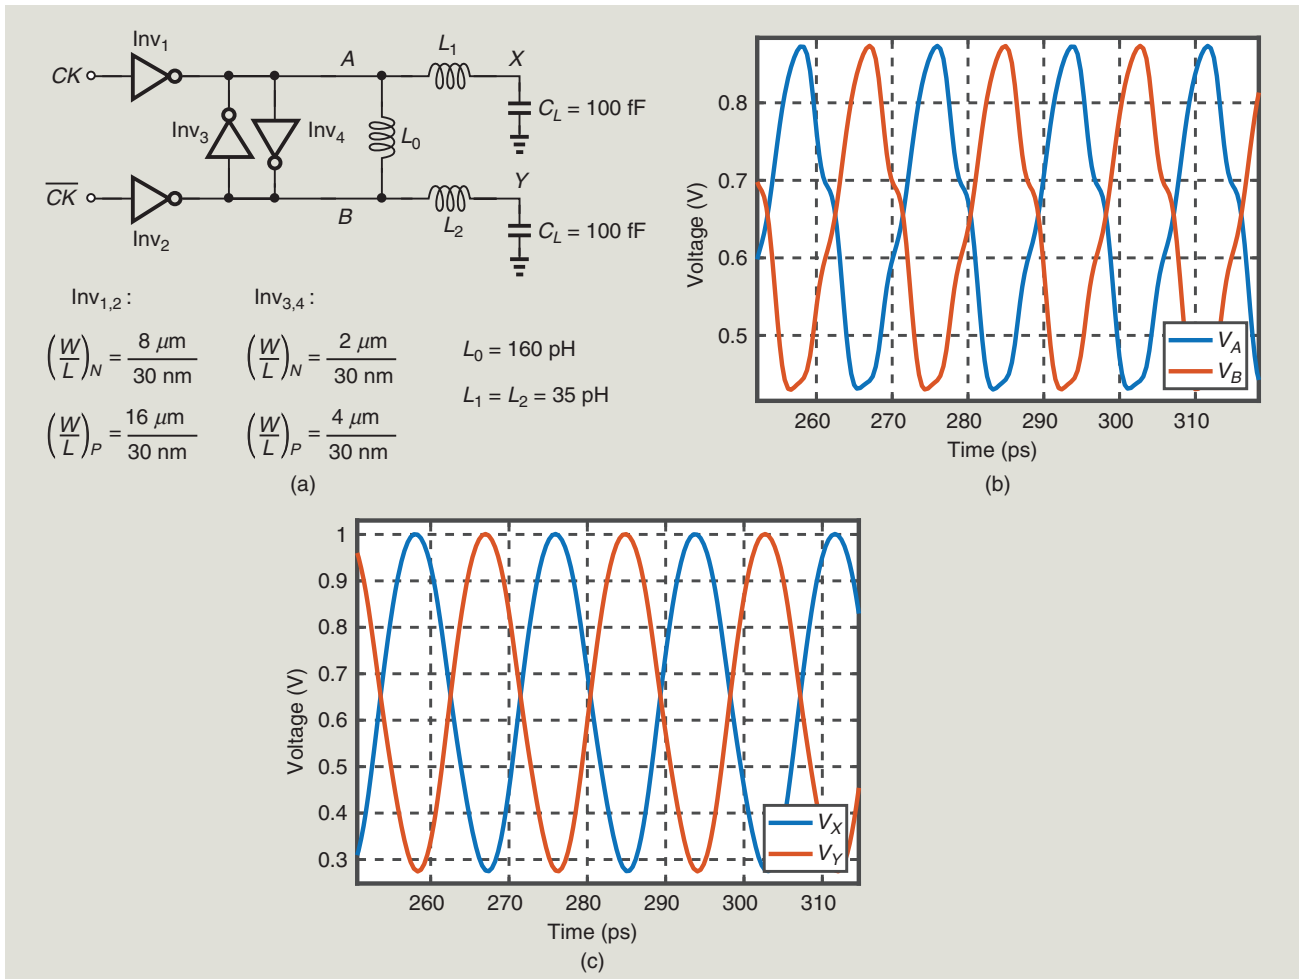 Inv1
CK
A
L1
X
CL = 100 fF
Inv3
Inv4
L0
CK
Inv2
B
L2
Y
CL = 100 fF
Inv1,2 :
Inv3,4 :
(W/L)N = 8 μm / 30 nm
(W/L)N = 2 μm / 30 nm
L0 = 160 pH
L1 = L2 = 35 pH
(W/L)P = 16 μm / 30 nm
(W/L)P = 4 μm / 30 nm
(a)
Voltage (V)
0.8
0.7
0.6
0.5
VA
VB
260 270 280 290 300 310
Time (ps)
(b)
Voltage (V)
1
0.9
0.8
0.7
0.6
0.5
0.4
0.3
VX
VY
260 270 280 290 300 310
Time (ps)
(c)